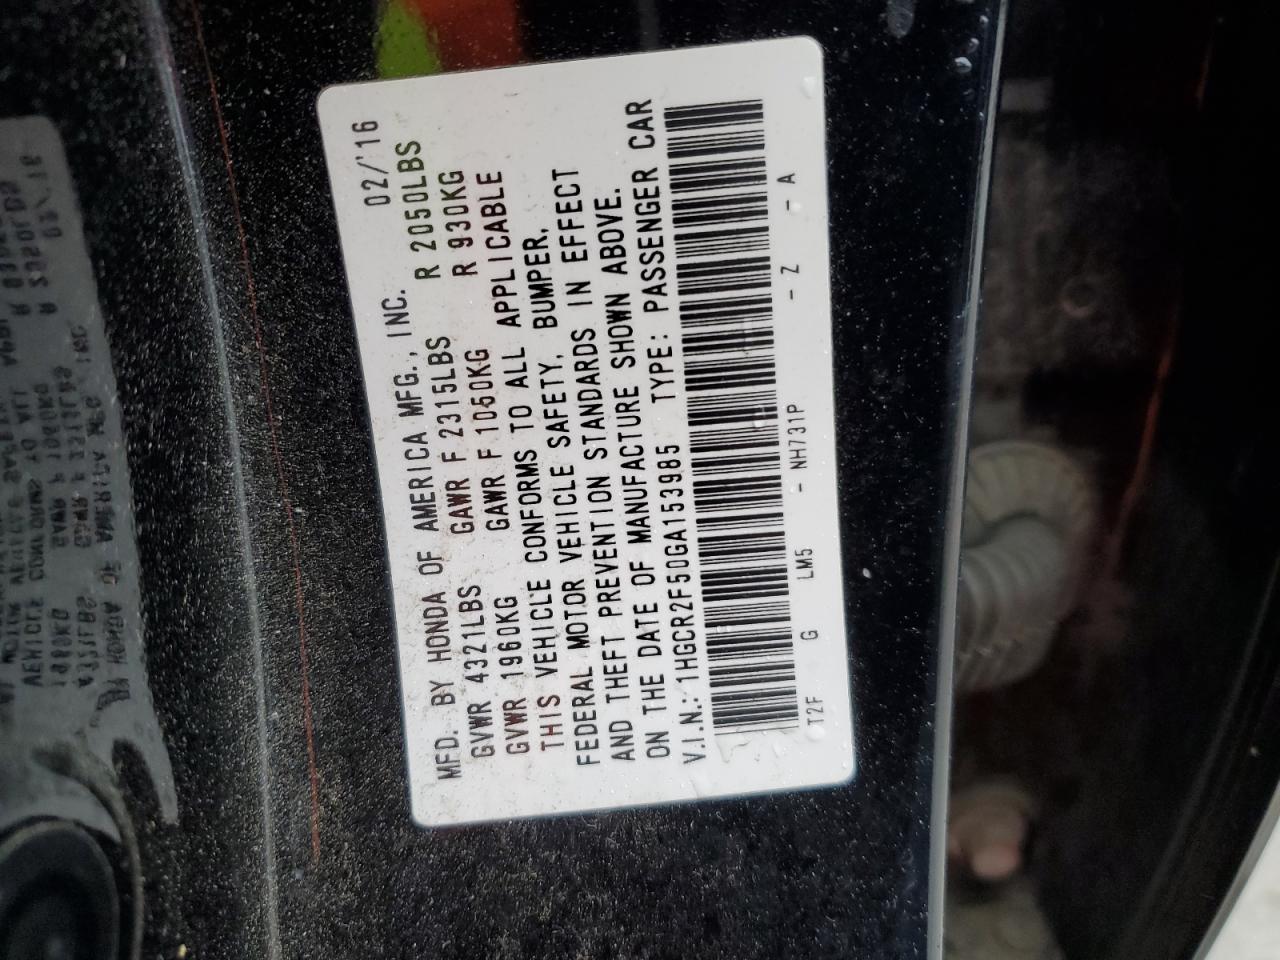 MFD. BY HONDA OF AMERICA MFG., INC. 02/'16
GVWR 4321LBS GAWR F 2315LBS R 2050LBS
GVWR 1960KG GAWR F 1050KG R 930KG
THIS VEHICLE CONFORMS TO ALL APPLICABLE
FEDERAL MOTOR VEHICLE SAFETY, BUMPER,
AND THEFT PREVENTION STANDARDS IN EFFECT
ON THE DATE OF MANUFACTURE SHOWN ABOVE.
V.I.N.: 1HGCR2F50GA153985 TYPE: PASSENGER CAR
T2F G LM5 - NH731P - Z - A